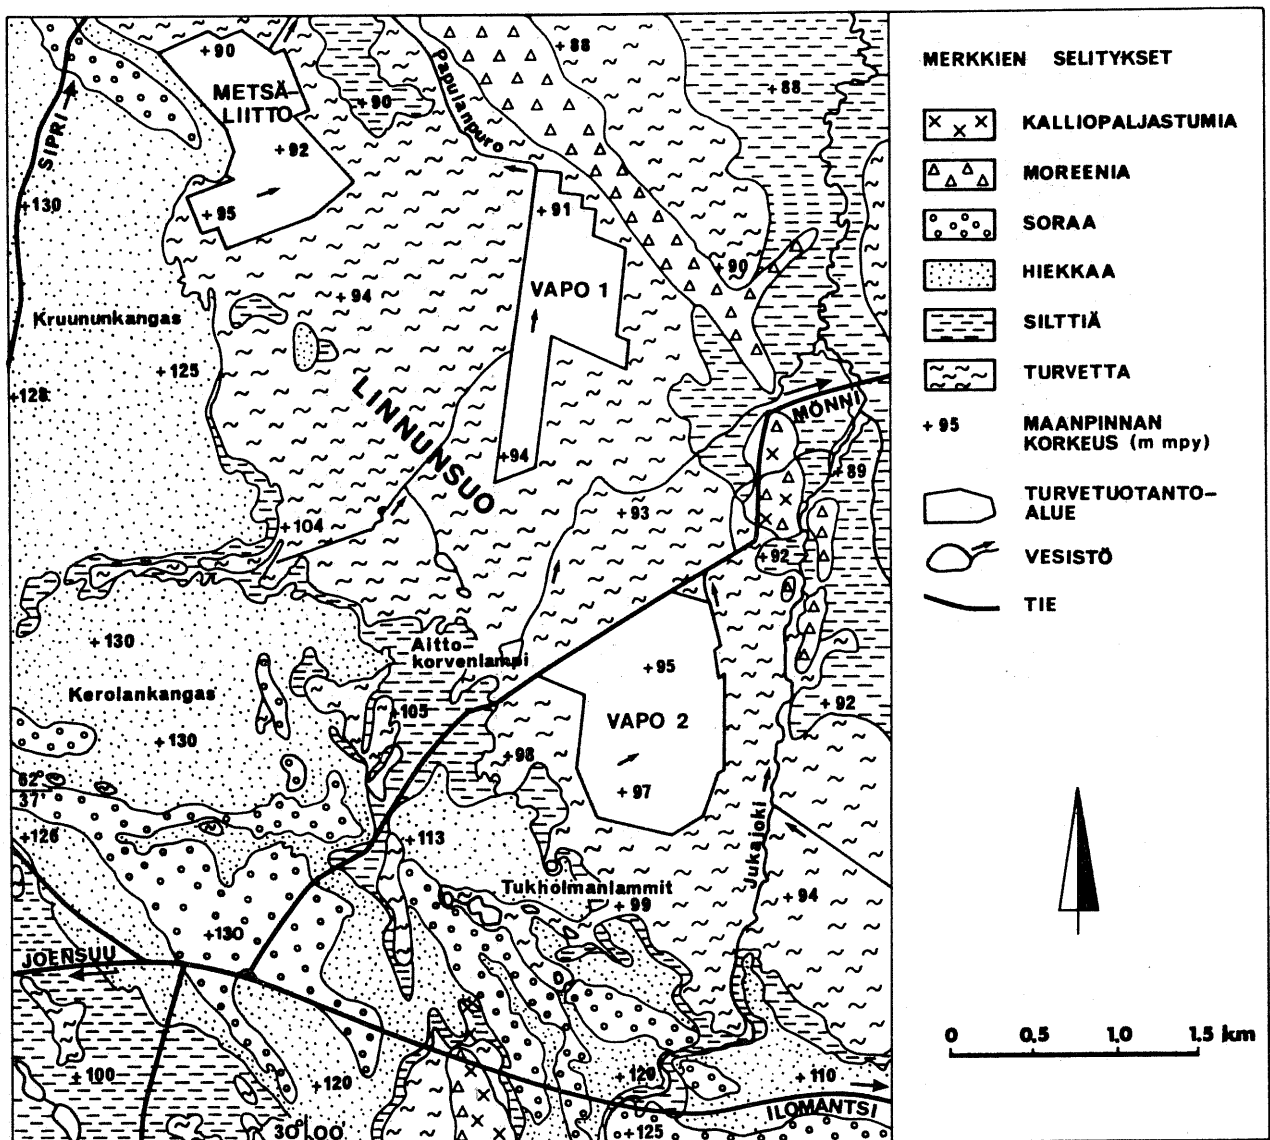 +90
+88
METSÄ-
LIITTO
+90
Papulanpuro
+88
SIPRI
+92
+130
+95
+91
+90
VAPO 1
+94
Kruununkangas
+125
+128
LINNUNSUO
MÖNNI
+94
+89
+104
+93
+92
+130
Aitto-
korvenlampi
+95
Kerolankangas
+105
VAPO 2
+92
+130
+98
62°
37'
+97
+126
+113
Jukajoki
Tukholmanlammit
+99
+94
+130
JOENSUU
+100
+120
+120
+110
ILOMANTSI
30°00'
+125
MERKKIEN SELITYKSET
KALLIOPALJASTUMIA
MOREENIA
SORAA
HIEKKAA
SILTTIÄ
TURVETTA
+95 MAANPINNAN
KORKEUS (m mpy)
TURVETUOTANTO-
ALUE
VESISTÖ
TIE
0 0.5 1.0 1.5 km